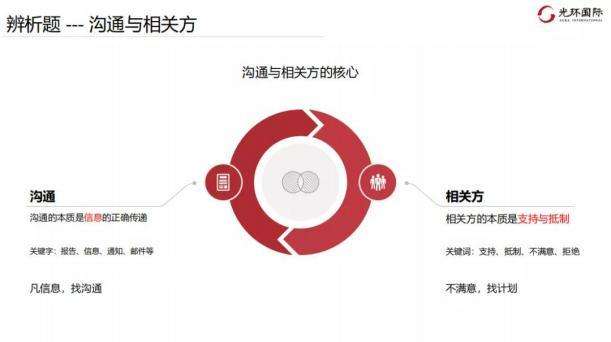 辨析题 --- 沟通与相关方
光环国际
AURA INTERNATIONAL
沟通与相关方的核心
沟通
沟通的本质是信息的正确传递
关键字：报告、信息、通知、邮件等
凡信息，找沟通
相关方
相关方的本质是支持与抵制
关键词：支持、抵制、不满意、拒绝
不满意，找计划